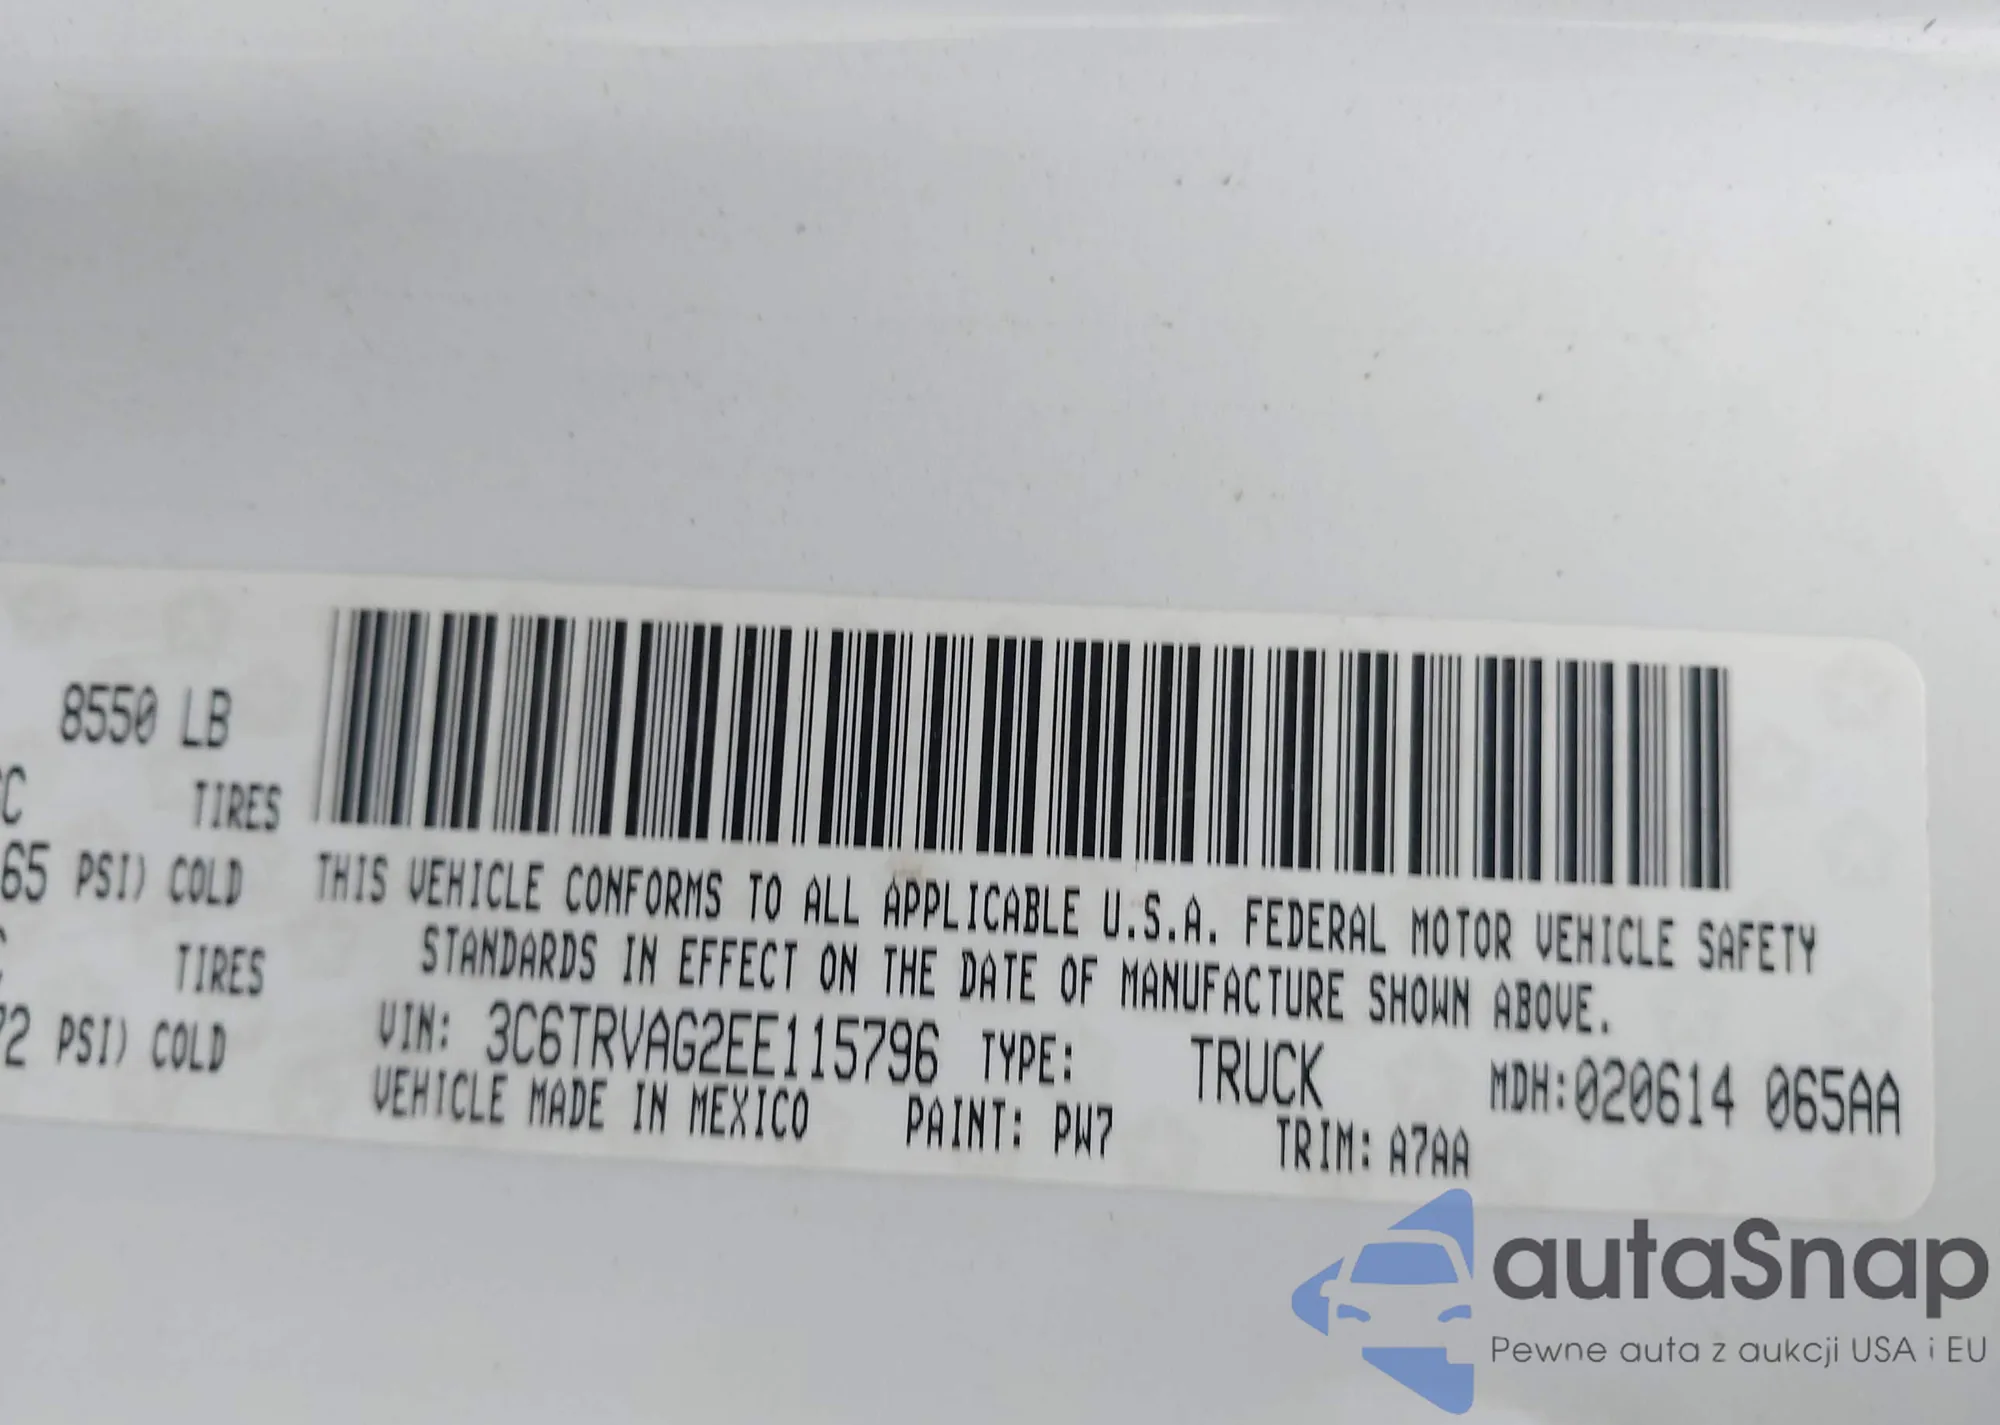 8550 LB
TIRES
65 PSI) COLD
TIRES
72 PSI) COLD
THIS VEHICLE CONFORMS TO ALL APPLICABLE U.S.A. FEDERAL MOTOR VEHICLE SAFETY
STANDARDS IN EFFECT ON THE DATE OF MANUFACTURE SHOWN ABOVE.
VIN: 3C6TRVAG2EE115796 TYPE: TRUCK MDH:020614 065AA
VEHICLE MADE IN MEXICO PAINT: PW7 TRIM: A7AA
autaSnap
Pewne auta z aukcji USA i EU